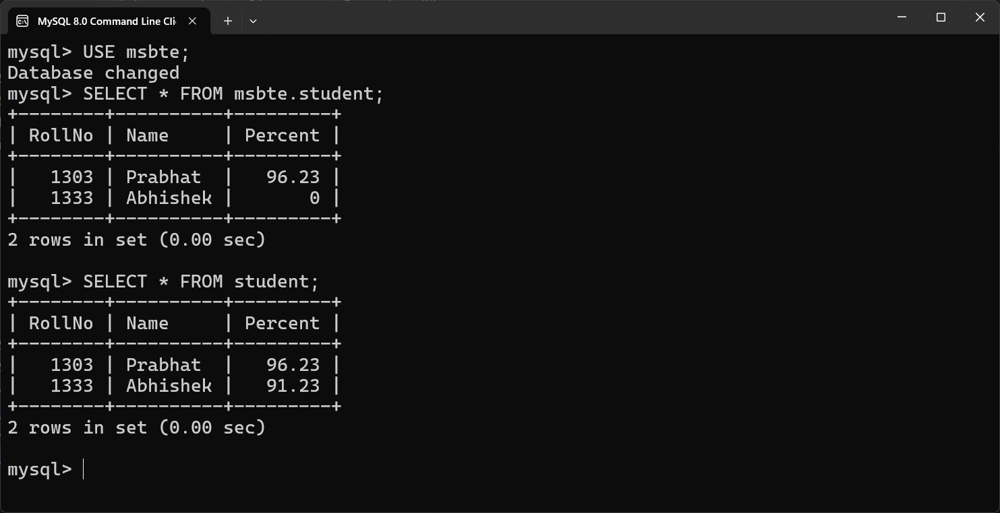 MySQL 8.0 Command Line Cli
mysql> USE msbte;
Database changed
mysql> SELECT * FROM msbte.student;
+--------+----------+---------+
| RollNo | Name     | Percent |
+--------+----------+---------+
|   1303 | Prabhat  |   96.23 |
|   1333 | Abhishek |       0 |
+--------+----------+---------+
2 rows in set (0.00 sec)

mysql> SELECT * FROM student;
+--------+----------+---------+
| RollNo | Name     | Percent |
+--------+----------+---------+
|   1303 | Prabhat  |   96.23 |
|   1333 | Abhishek |   91.23 |
+--------+----------+---------+
2 rows in set (0.00 sec)

mysql>